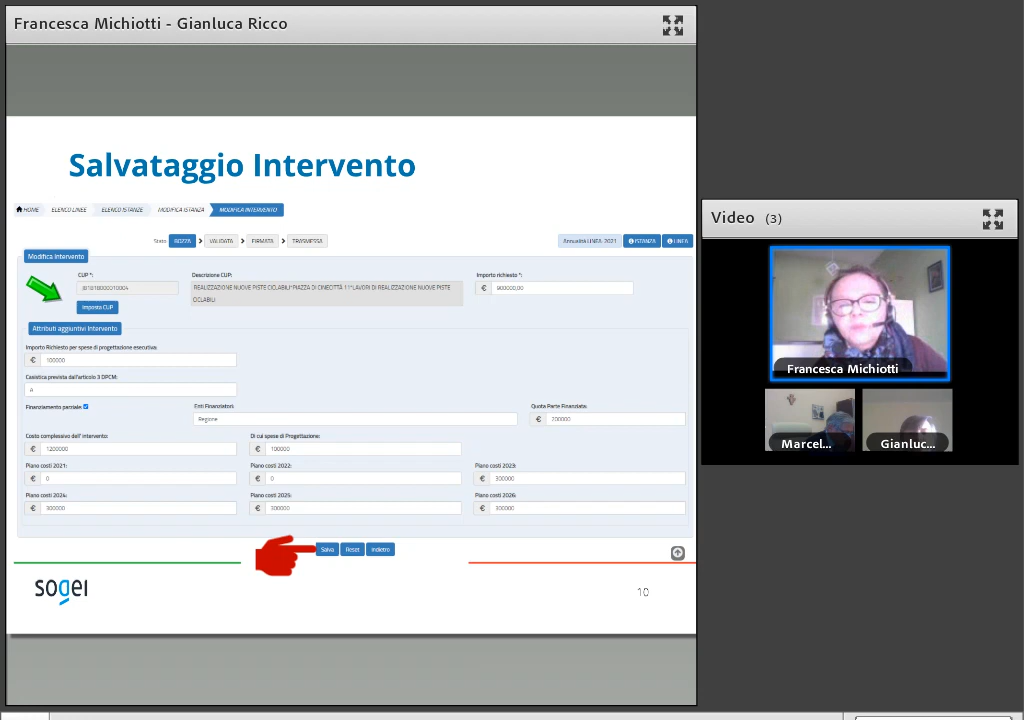 Francesca Michiotti - Gianluca Ricco
Salvataggio Intervento
HOME ELENCO LINEE ELENCO ISTANZE MODIFICA ISTANZA MODIFICA INTERVENTO
Stato: BOZZA VALIDATA FIRMATA TRASMESSA Annualità LINEA: 2021 ISTANZA LINEA
Modifica Intervento
CUP *: Descrizione CUP: Importo richiesto *:
I81B18000010004 REALIZZAZIONE NUOVE PISTE CICLABILI*PIAZZA DI CINECITTÀ 11*LAVORI DI REALIZZAZIONE NUOVE PISTE CICLABILI € 900000,00
Imposta CUP
Attributi aggiuntivi Intervento
Importo Richiesto per spese di progettazione esecutiva:
€ 100000
Casistica prevista dall'articolo 3 DPCM:
A
Finanziamento parziale: Enti Finanziatori: Quota Parte Finanziata:
Regione € 200000
Costo complessivo dell' intervento: Di cui spese di Progettazione:
€ 1200000 € 100000
Piano costi 2021: Piano costi 2022: Piano costi 2023:
€ 0 € 0 € 300000
Piano costi 2024: Piano costi 2025: Piano costi 2026:
€ 300000 € 300000 € 300000
Salva Reset Indietro
sogei
10
Video (3)
Francesca Michiotti
Marcel... Gianluc...